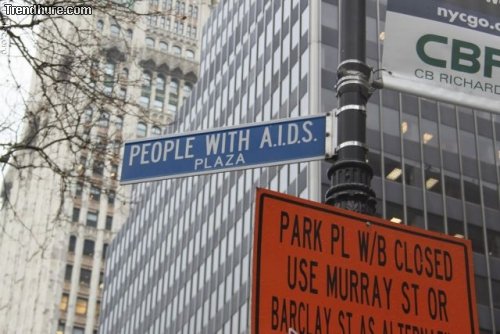 Trendhure.com
nycgo.c
CBF
CB RICHARD
PEOPLE WITH A.I.D.S.
PLAZA
PARK PL W/B CLOSED
USE MURRAY ST OR
BARCLAY ST AS ALTERNAT